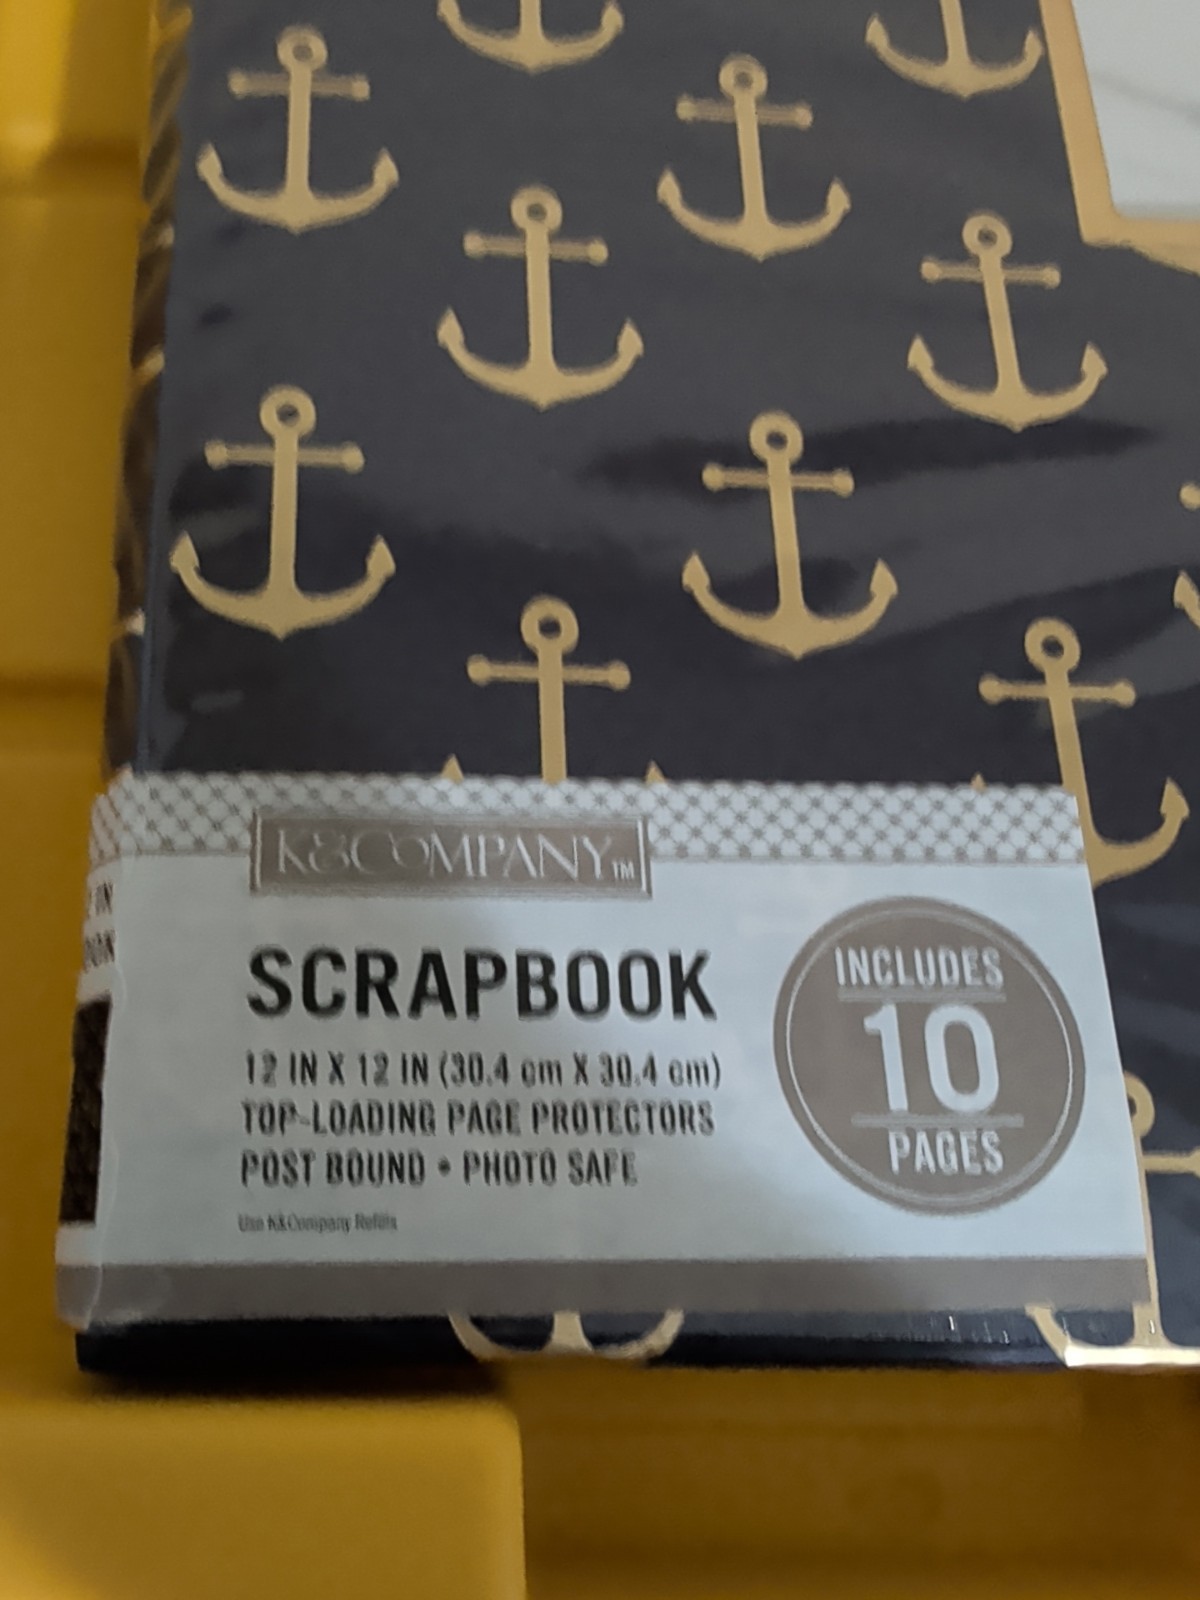 K&COMPANY™
SCRAPBOOK
12 IN X 12 IN (30.4 cm X 30.4 cm)
TOP-LOADING PAGE PROTECTORS
POST BOUND • PHOTO SAFE
Use K&Company Refills
INCLUDES
10
PAGES